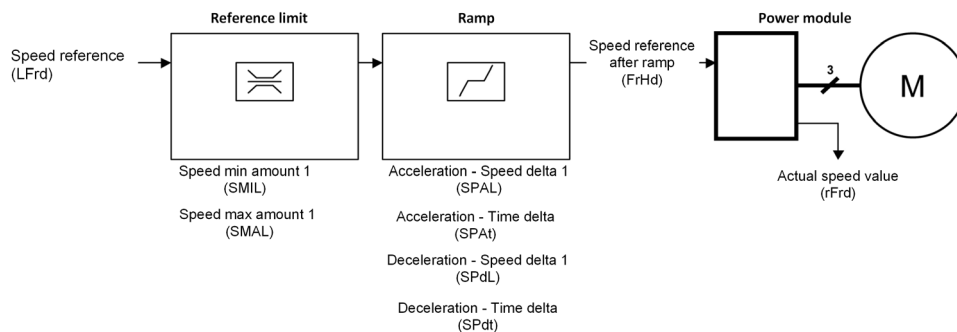 Reference limit
Ramp
Power module
Speed reference
(LFrd)
Speed reference
after ramp
(FrHd)
3
M
Speed min amount 1
(SMIL)
Speed max amount 1
(SMAL)
Acceleration - Speed delta 1
(SPAL)
Acceleration - Time delta
(SPAt)
Deceleration - Speed delta 1
(SPdL)
Deceleration - Time delta
(SPdt)
Actual speed value
(rFrd)